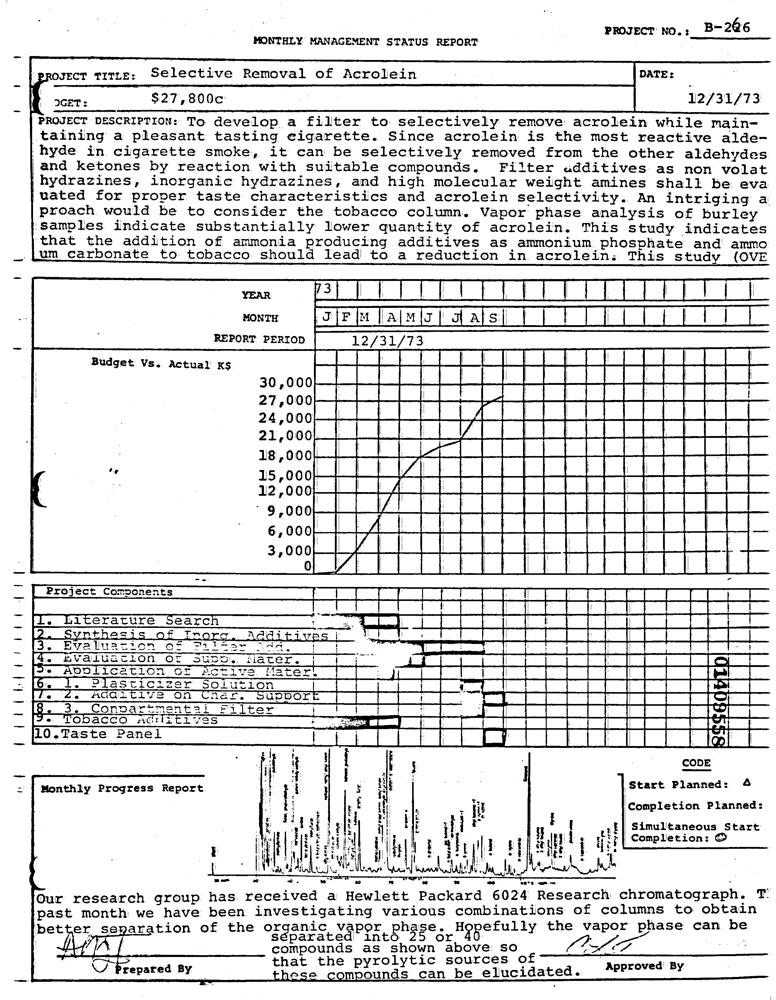 PROJECT NO.: B-266
MONTHLY MANAGEMENT STATUS REPORT
PROJECT TITLE: Selective Removal of Acrolein
DATE:
DGET: $27,800c
12/31/73
PROJECT DESCRIPTION: To develop a filter to selectively remove acrolein while main-
taining a pleasant tasting cigarette. Since acrolein is the most reactive alde-
hyde in cigarette smoke, it can be selectively removed from the other aldehydes
and ketones by reaction with suitable compounds. Filter additives as non volat
hydrazines, inorganic hydrazines, and high molecular weight amines shall be eva
uated for proper taste characteristics and acrolein selectivity. An intriging a
proach would be to consider the tobacco column. Vapor phase analysis of burley
samples indicate substantially lower quantity of acrolein. This study indicates
that the addition of ammonia producing additives as ammonium phosphate and ammo
um carbonate to tobacco should lead to a reduction in acrolein. This study (OVE
YEAR 73
MONTH J F M A M J J A S
REPORT PERIOD 12/31/73
Budget Vs. Actual K$
30,000
27,000
24,000
21,000
18,000
15,000
12,000
9,000
6,000
3,000
0
Project Components
1. Literature Search
2. Synthesis of Inorg. Additives
3. Evaluation of Filter Add.
4. Evaluation of Supp. Mater.
5. Application of Active Mater.
6. 1. Plasticizer Solution
7. 2. Additive on Char. Support
8. 3. Conpartmental Filter
9. Tobacco Additives
10. Taste Panel
01409558
CODE
Monthly Progress Report
Start Planned: Δ
Completion Planned:
Simultaneous Start
Completion:
Our research group has received a Hewlett Packard 6024 Research chromatograph. T
past month we have been investigating various combinations of columns to obtain
better separation of the organic vapor phase. Hopefully the vapor phase can be
separated into 25 or 40
compounds as shown above so
that the pyrolytic sources of
these compounds can be elucidated.
Prepared By
Approved By